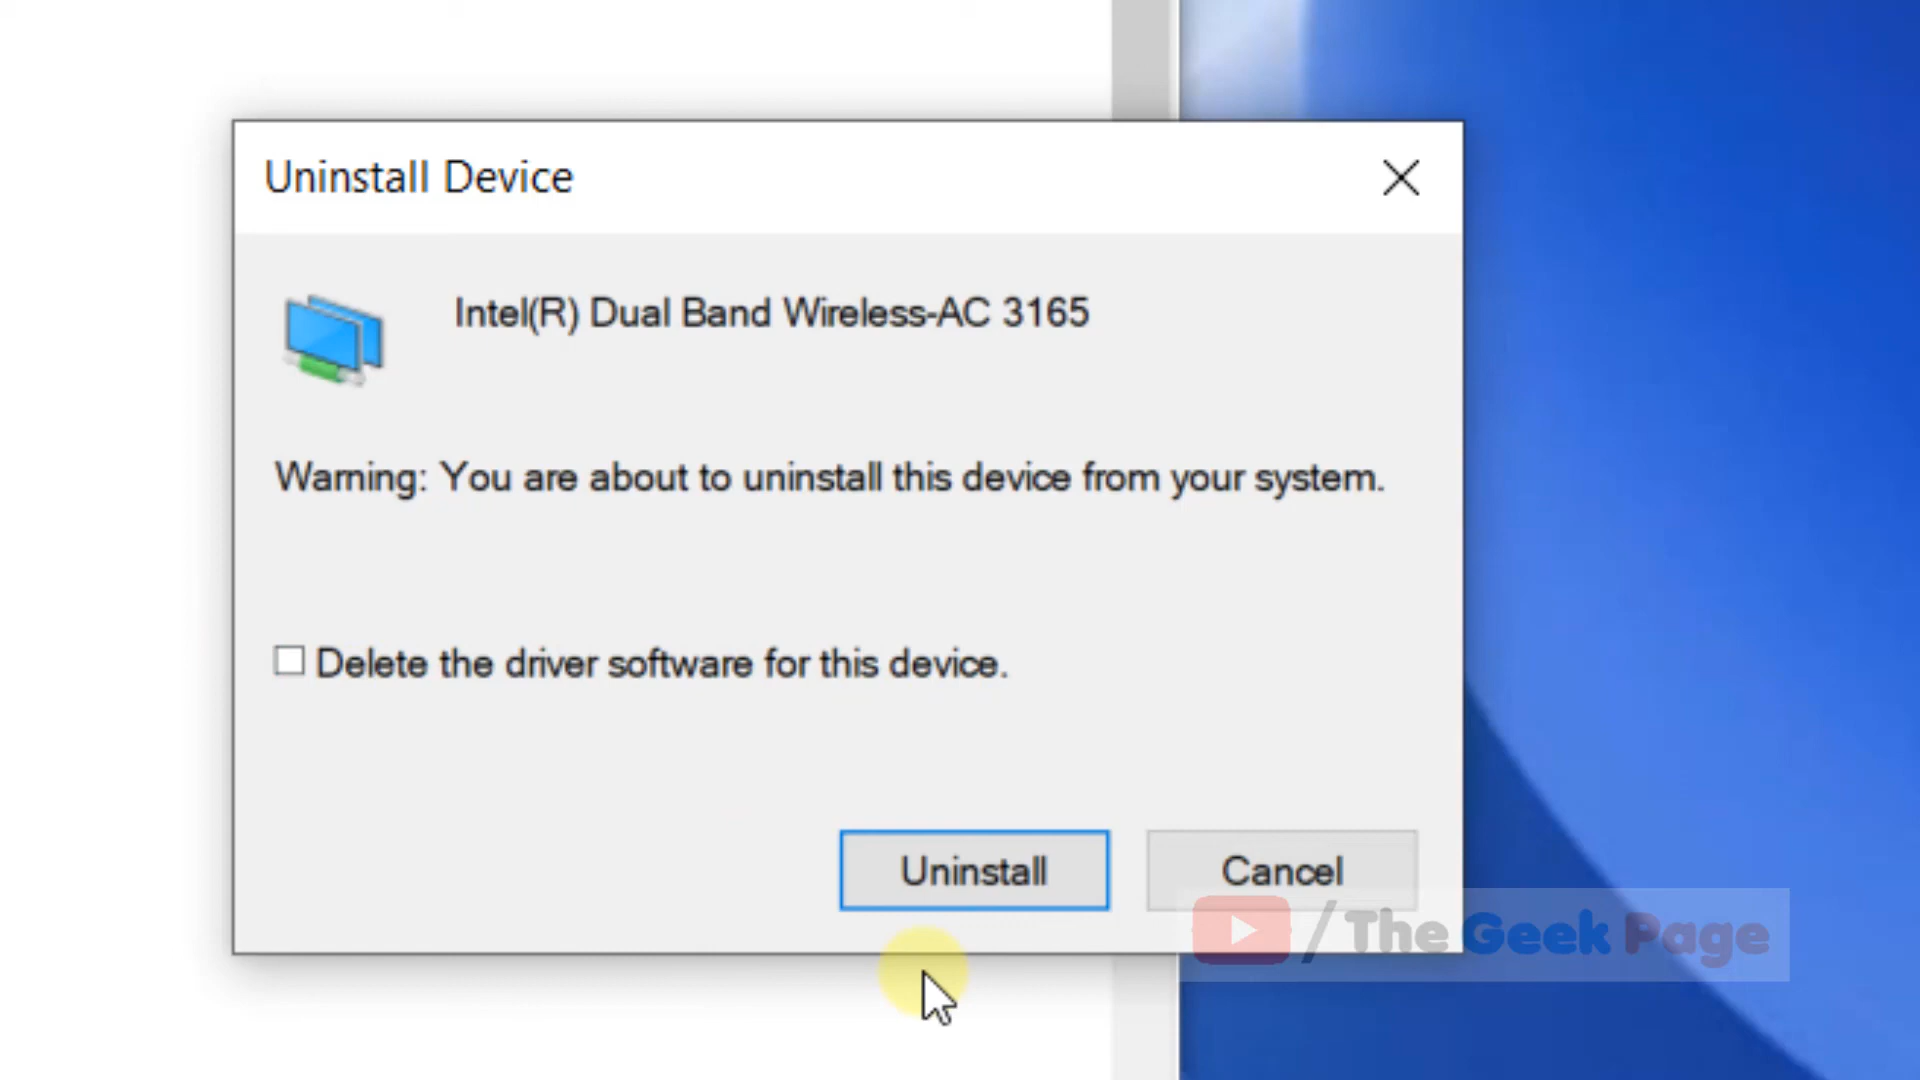 Uninstall Device
Intel(R) Dual Band Wireless-AC 3165
Warning: You are about to uninstall this device from your system.
Delete the driver software for this device.
Uninstall
Cancel
/The Geek Page